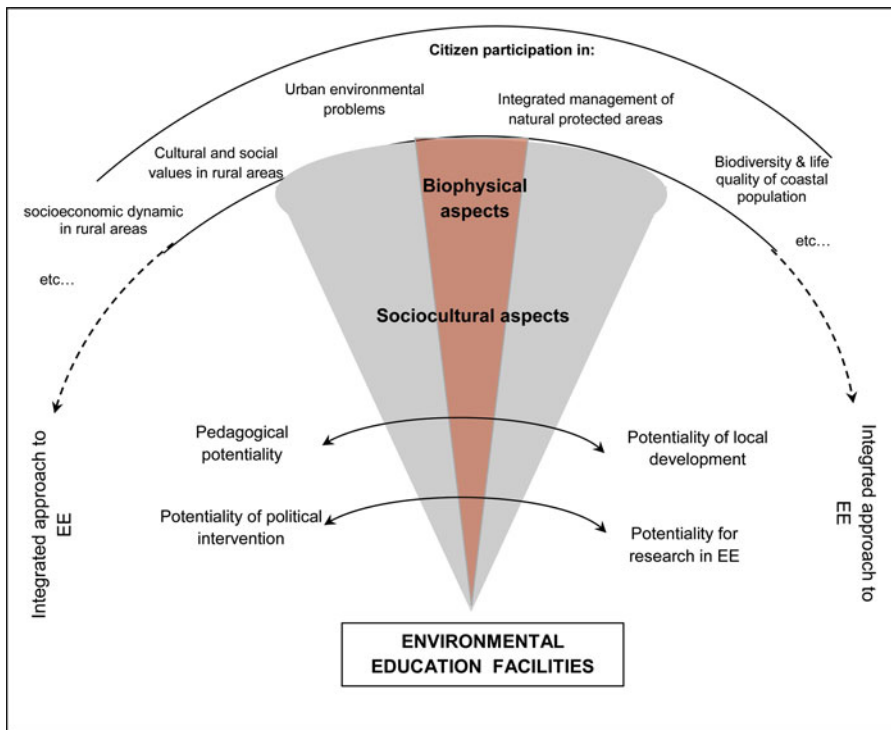 Citizen participation in:
Urban environmental
problems
Integrated management of
natural protected areas
Cultural and social
values in rural areas
Biodiversity & life
quality of coastal
population
socioeconomic dynamic
in rural areas
etc...
etc...
Biophysical
aspects
Sociocultural aspects
Pedagogical
potentiality
Potentiality of local
development
Potentiality of political
intervention
Potentiality for
research in EE
Integrated approach to
EE
Integrted approach to
EE
ENVIRONMENTAL
EDUCATION FACILITIES